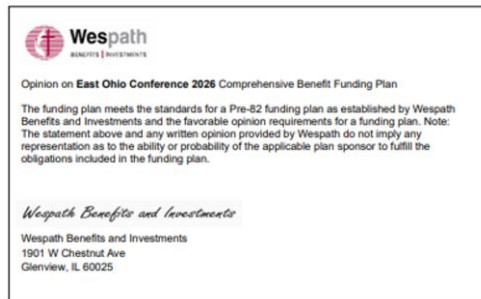 Wespath
BENEFITS | INVESTMENTS
Opinion on East Ohio Conference 2026 Comprehensive Benefit Funding Plan
The funding plan meets the standards for a Pre-82 funding plan as established by Wespath
Benefits and Investments and the favorable opinion requirements for a funding plan. Note:
The statement above and any written opinion provided by Wespath do not imply any
representation as to the ability or probability of the applicable plan sponsor to fulfill the
obligations included in the funding plan.
Wespath Benefits and Investments
Wespath Benefits and Investments
1901 W Chestnut Ave
Glenview, IL 60025